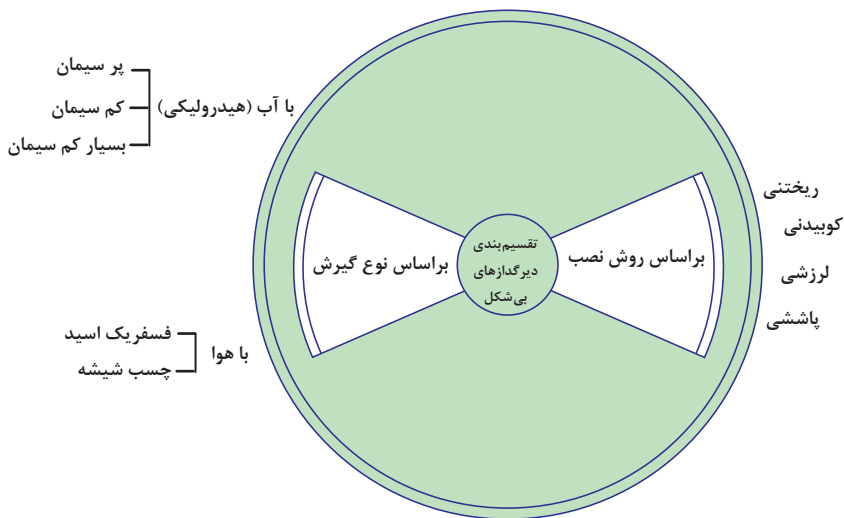 تقسیم‌بندی
دیرگدازهای
بی‌شکل
براساس روش نصب
ریختنی
کوبیدنی
لرزشی
پاششی
براساس نوع گیرش
با آب (هیدرولیکی)
پر سیمان
کم سیمان
بسیار کم سیمان
با هوا
فسفریک اسید
چسب شیشه